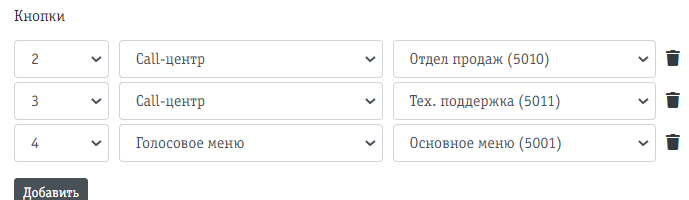 Кнопки
2 Call-центр Отдел продаж (5010)
3 Call-центр Тех. поддержка (5011)
4 Голосовое меню Основное меню (5001)
Добавить